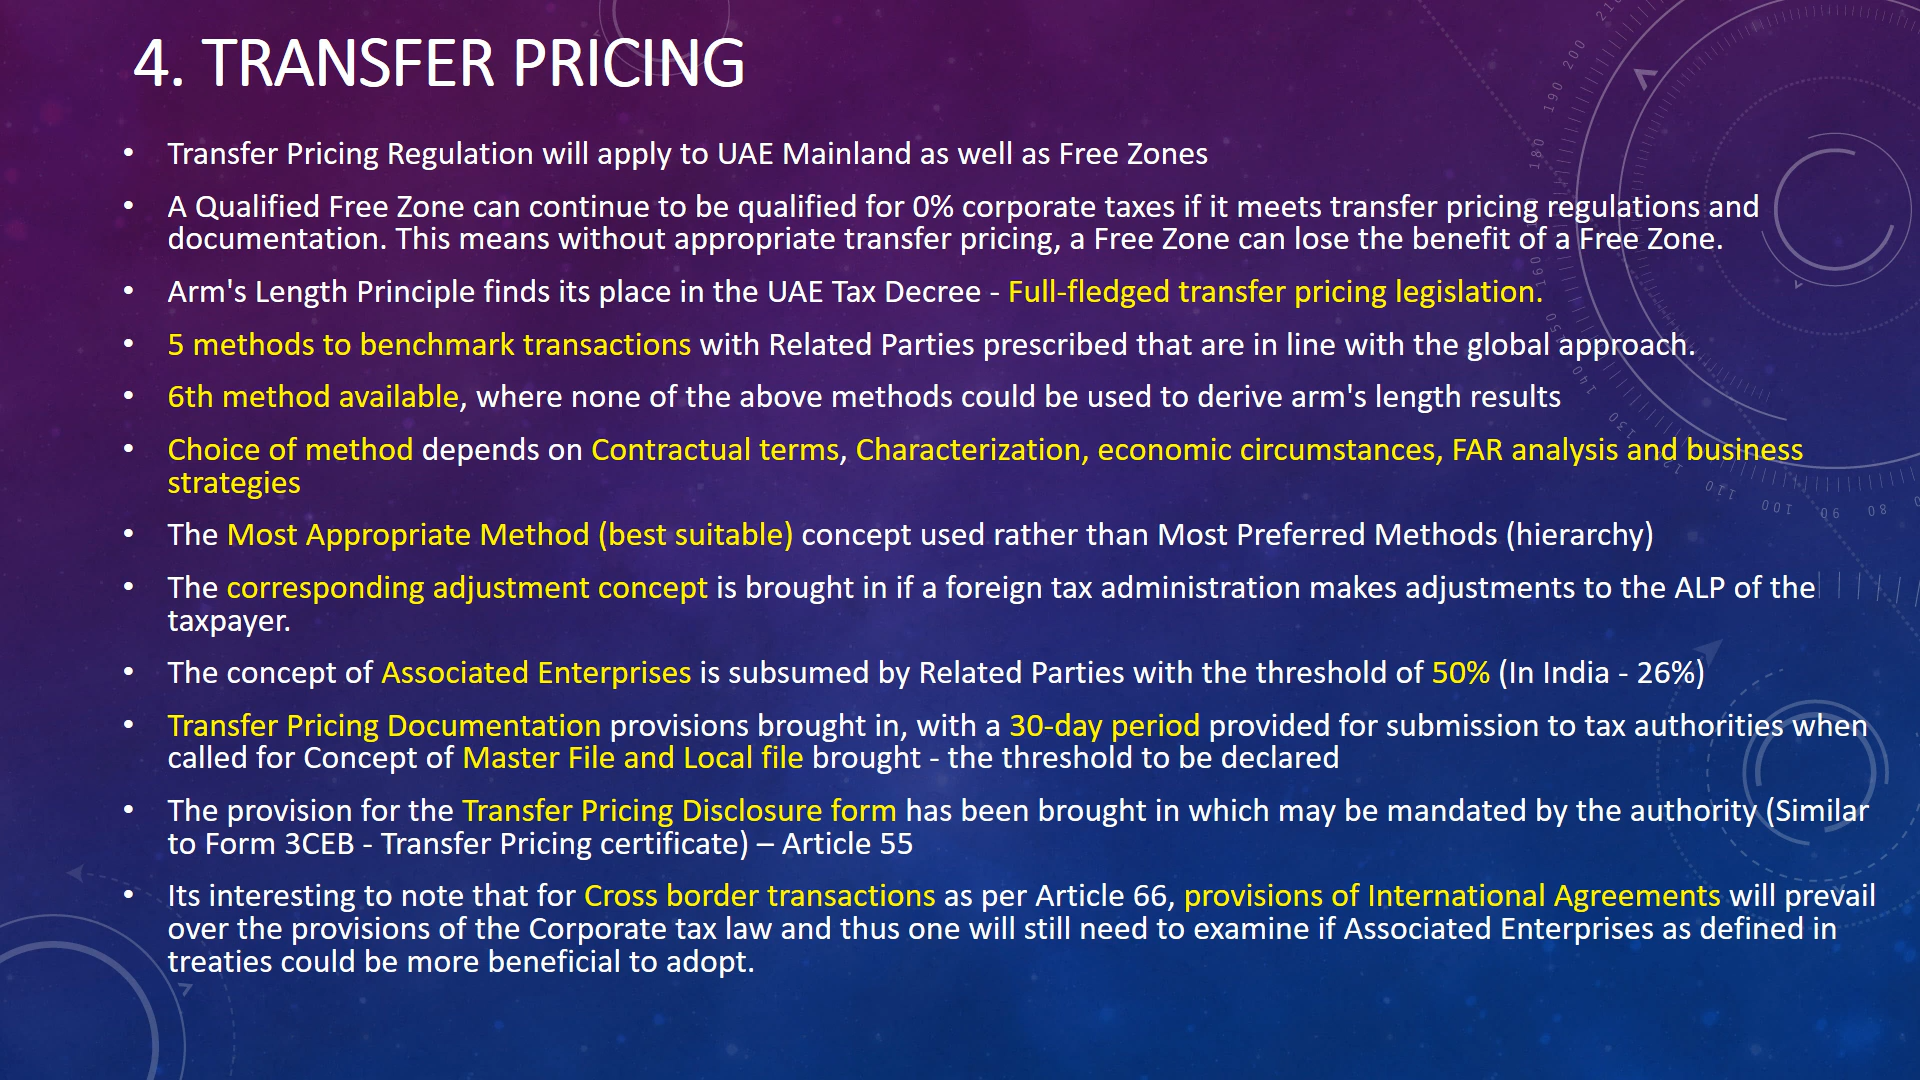 4. TRANSFER PRICING
• Transfer Pricing Regulation will apply to UAE Mainland as well as Free Zones
• A Qualified Free Zone can continue to be qualified for 0% corporate taxes if it meets transfer pricing regulations and
documentation. This means without appropriate transfer pricing, a Free Zone can lose the benefit of a Free Zone.
• Arm's Length Principle finds its place in the UAE Tax Decree - Full-fledged transfer pricing legislation.
• 5 methods to benchmark transactions with Related Parties prescribed that are in line with the global approach.
• 6th method available, where none of the above methods could be used to derive arm's length results
• Choice of method depends on Contractual terms, Characterization, economic circumstances, FAR analysis and business
strategies
• The Most Appropriate Method (best suitable) concept used rather than Most Preferred Methods (hierarchy)
• The corresponding adjustment concept is brought in if a foreign tax administration makes adjustments to the ALP of the
taxpayer.
• The concept of Associated Enterprises is subsumed by Related Parties with the threshold of 50% (In India - 26%)
• Transfer Pricing Documentation provisions brought in, with a 30-day period provided for submission to tax authorities when
called for Concept of Master File and Local file brought - the threshold to be declared
• The provision for the Transfer Pricing Disclosure form has been brought in which may be mandated by the authority (Similar
to Form 3CEB - Transfer Pricing certificate) – Article 55
• Its interesting to note that for Cross border transactions as per Article 66, provisions of International Agreements will prevail
over the provisions of the Corporate tax law and thus one will still need to examine if Associated Enterprises as defined in
treaties could be more beneficial to adopt.
210
200
190
180
160
150
140
130
110
100
90
80